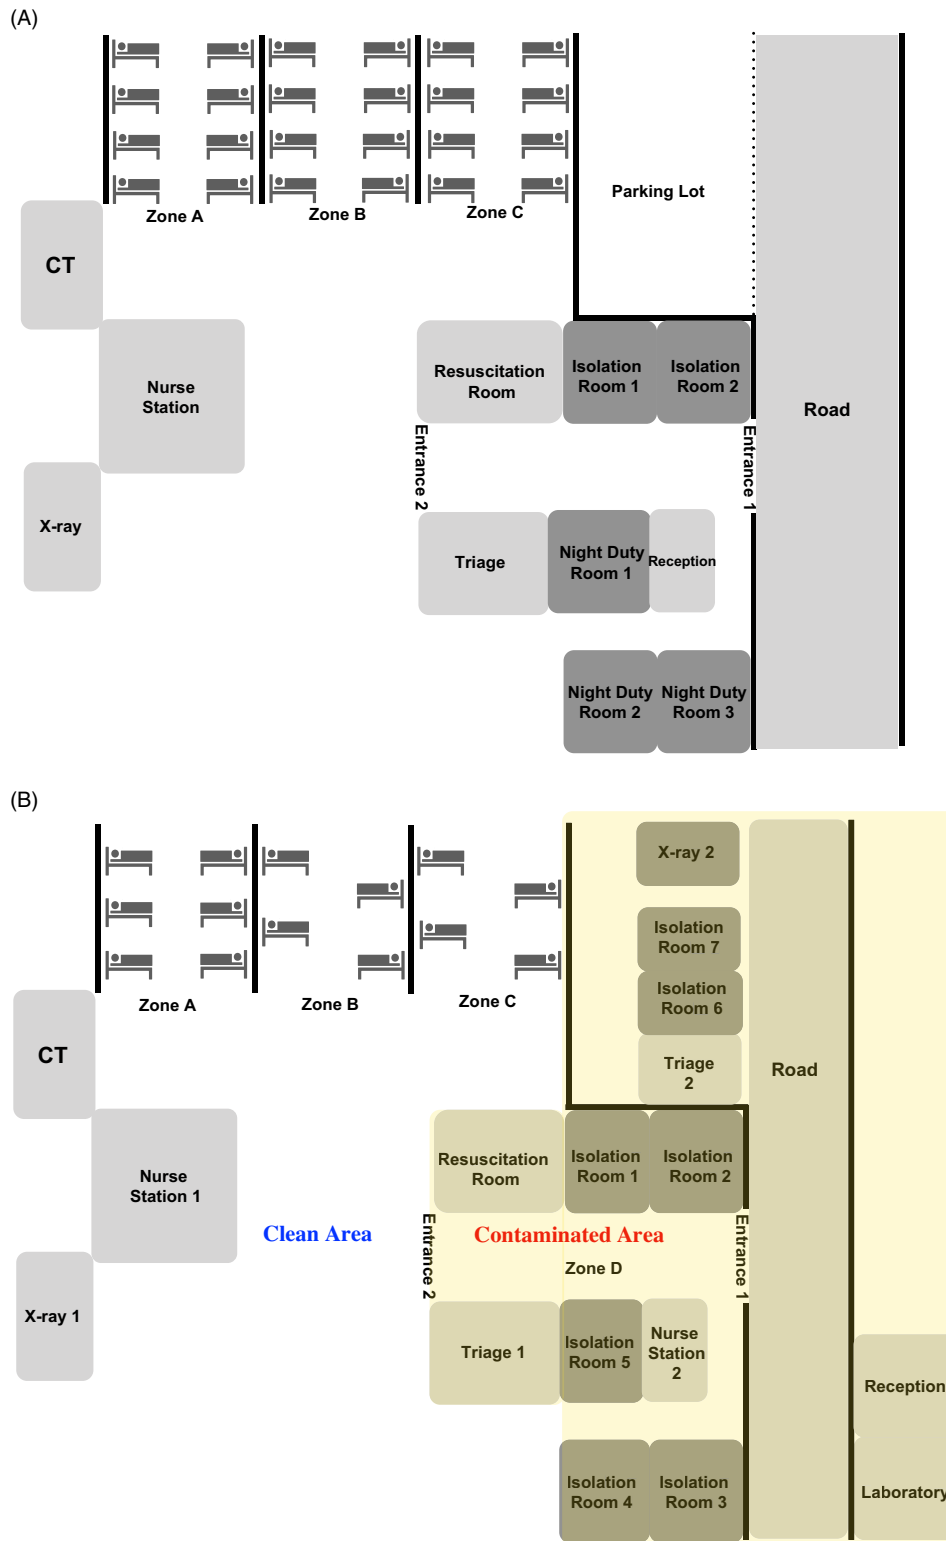 (A)
Zone A
Zone B
Zone C
Parking Lot
CT
Nurse
Station
X-ray
Resuscitation
Room
Isolation
Room 1
Isolation
Room 2
Road
Entrance 2
Entrance 1
Triage
Night Duty
Room 1
Reception
Night Duty
Room 2
Night Duty
Room 3
(B)
X-ray 2
Isolation
Room 7
Isolation
Room 6
Triage
2
Road
Zone A
Zone B
Zone C
CT
Nurse
Station 1
X-ray 1
Resuscitation
Room
Isolation
Room 1
Isolation
Room 2
Clean Area
Contaminated Area
Zone D
Entrance 2
Entrance 1
Triage 1
Isolation
Room 5
Nurse
Station
2
Reception
Isolation
Room 4
Isolation
Room 3
Laboratory